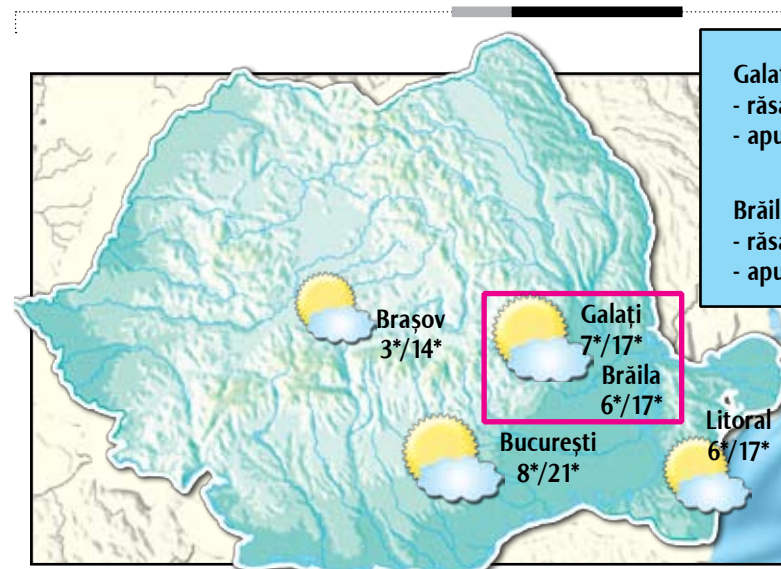 Brașov
3*/14*
Galați
7*/17*
Brăila
6*/17*
București
8*/21*
Litoral
6*/17*
-
-
-
-